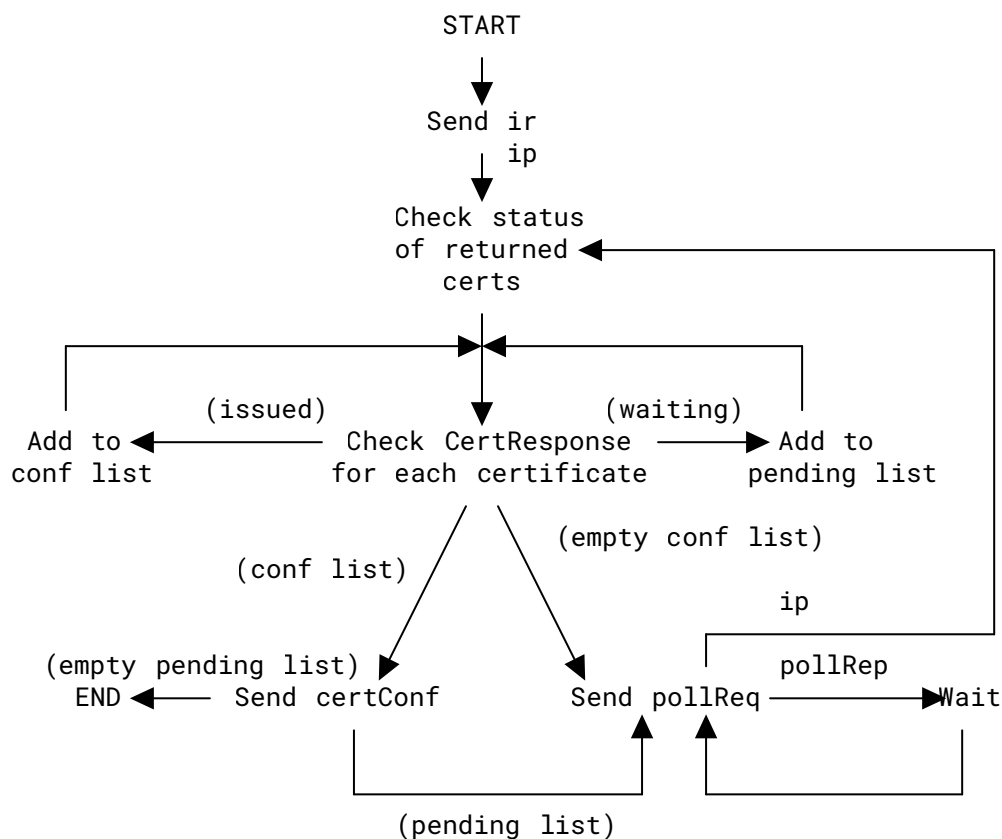 START
Send ir
ip
Check status
of returned
certs
(issued)
(waiting)
Add to
conf list
Check CertResponse
for each certificate
Add to
pending list
(empty conf list)
(conf list)
ip
(empty pending list)
pollRep
END
Send certConf
Send pollReq
Wait
(pending list)